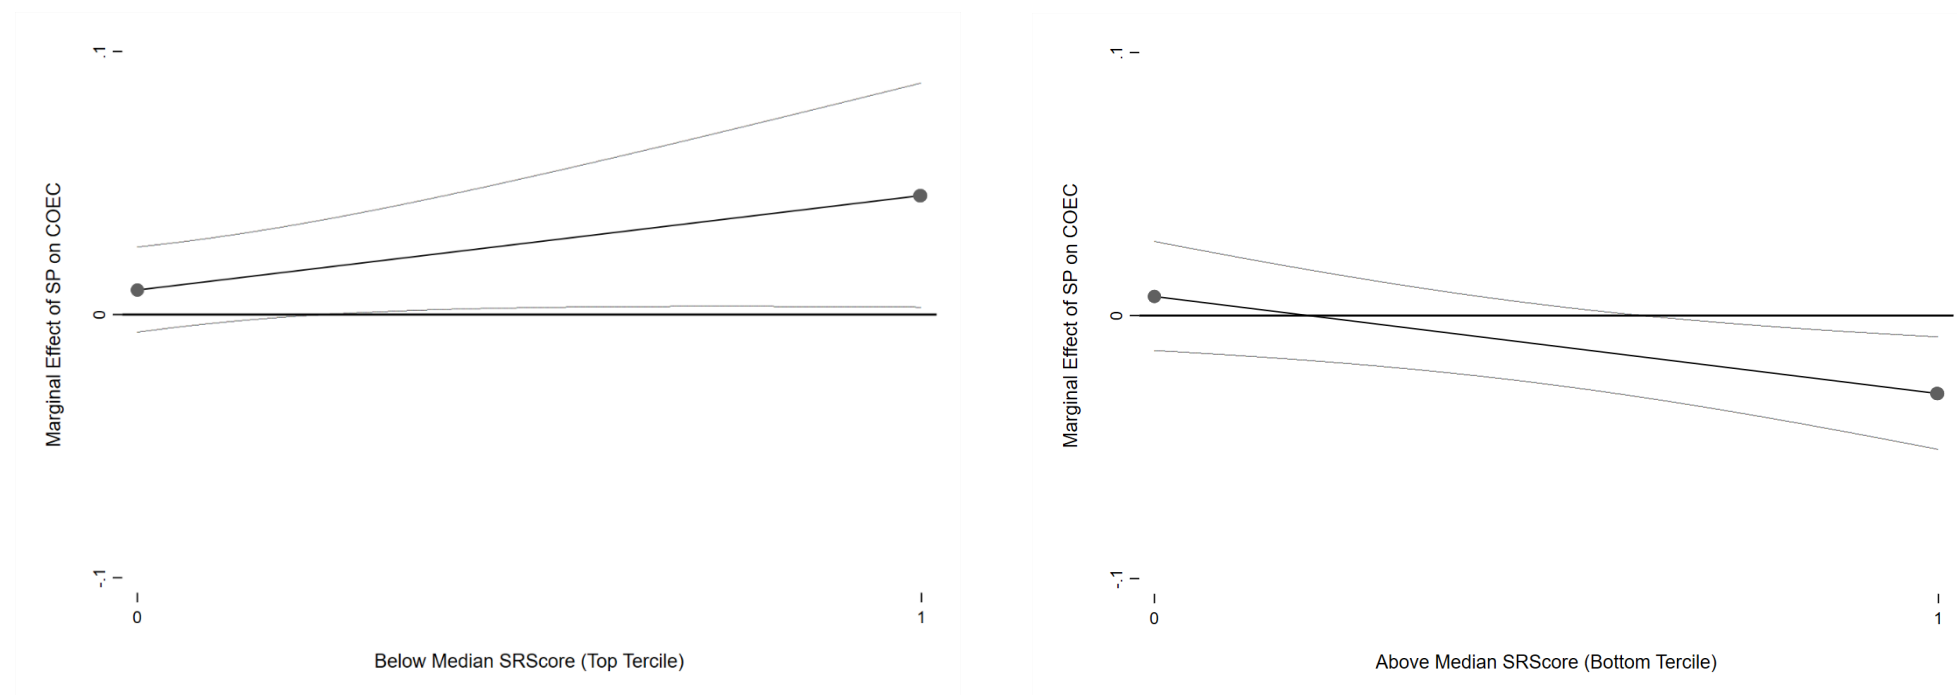 .1
0
-.1
Marginal Effect of SP on COEC
0
1
Below Median SRScore (Top Tercile)
.1
0
-.1
Marginal Effect of SP on COEC
0
1
Above Median SRScore (Bottom Tercile)